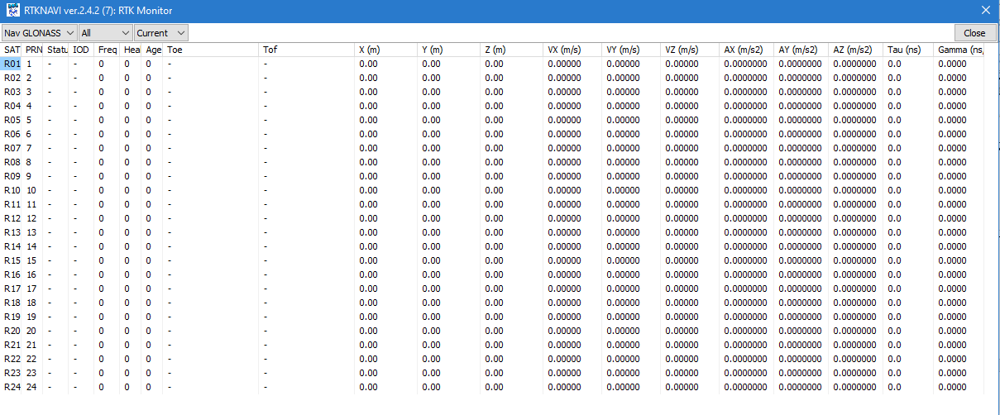 RTKNAVI ver.2.4.2 (7): RTK Monitor
Nav GLONASS All Current Close
SAT PRN Statu IOD Freq Hea Age Toe Tof X (m) Y (m) Z (m) VX (m/s) VY (m/s) VZ (m/s) AX (m/s2) AY (m/s2) AZ (m/s2) Tau (ns) Gamma (ns,
R01 1 - - 0 0 0 - - 0.00 0.00 0.00 0.00000 0.00000 0.00000 0.0000000 0.0000000 0.0000000 0.0 0.0000
R02 2 - - 0 0 0 - - 0.00 0.00 0.00 0.00000 0.00000 0.00000 0.0000000 0.0000000 0.0000000 0.0 0.0000
R03 3 - - 0 0 0 - - 0.00 0.00 0.00 0.00000 0.00000 0.00000 0.0000000 0.0000000 0.0000000 0.0 0.0000
R04 4 - - 0 0 0 - - 0.00 0.00 0.00 0.00000 0.00000 0.00000 0.0000000 0.0000000 0.0000000 0.0 0.0000
R05 5 - - 0 0 0 - - 0.00 0.00 0.00 0.00000 0.00000 0.00000 0.0000000 0.0000000 0.0000000 0.0 0.0000
R06 6 - - 0 0 0 - - 0.00 0.00 0.00 0.00000 0.00000 0.00000 0.0000000 0.0000000 0.0000000 0.0 0.0000
R07 7 - - 0 0 0 - - 0.00 0.00 0.00 0.00000 0.00000 0.00000 0.0000000 0.0000000 0.0000000 0.0 0.0000
R08 8 - - 0 0 0 - - 0.00 0.00 0.00 0.00000 0.00000 0.00000 0.0000000 0.0000000 0.0000000 0.0 0.0000
R09 9 - - 0 0 0 - - 0.00 0.00 0.00 0.00000 0.00000 0.00000 0.0000000 0.0000000 0.0000000 0.0 0.0000
R10 10 - - 0 0 0 - - 0.00 0.00 0.00 0.00000 0.00000 0.00000 0.0000000 0.0000000 0.0000000 0.0 0.0000
R11 11 - - 0 0 0 - - 0.00 0.00 0.00 0.00000 0.00000 0.00000 0.0000000 0.0000000 0.0000000 0.0 0.0000
R12 12 - - 0 0 0 - - 0.00 0.00 0.00 0.00000 0.00000 0.00000 0.0000000 0.0000000 0.0000000 0.0 0.0000
R13 13 - - 0 0 0 - - 0.00 0.00 0.00 0.00000 0.00000 0.00000 0.0000000 0.0000000 0.0000000 0.0 0.0000
R14 14 - - 0 0 0 - - 0.00 0.00 0.00 0.00000 0.00000 0.00000 0.0000000 0.0000000 0.0000000 0.0 0.0000
R15 15 - - 0 0 0 - - 0.00 0.00 0.00 0.00000 0.00000 0.00000 0.0000000 0.0000000 0.0000000 0.0 0.0000
R16 16 - - 0 0 0 - - 0.00 0.00 0.00 0.00000 0.00000 0.00000 0.0000000 0.0000000 0.0000000 0.0 0.0000
R17 17 - - 0 0 0 - - 0.00 0.00 0.00 0.00000 0.00000 0.00000 0.0000000 0.0000000 0.0000000 0.0 0.0000
R18 18 - - 0 0 0 - - 0.00 0.00 0.00 0.00000 0.00000 0.00000 0.0000000 0.0000000 0.0000000 0.0 0.0000
R19 19 - - 0 0 0 - - 0.00 0.00 0.00 0.00000 0.00000 0.00000 0.0000000 0.0000000 0.0000000 0.0 0.0000
R20 20 - - 0 0 0 - - 0.00 0.00 0.00 0.00000 0.00000 0.00000 0.0000000 0.0000000 0.0000000 0.0 0.0000
R21 21 - - 0 0 0 - - 0.00 0.00 0.00 0.00000 0.00000 0.00000 0.0000000 0.0000000 0.0000000 0.0 0.0000
R22 22 - - 0 0 0 - - 0.00 0.00 0.00 0.00000 0.00000 0.00000 0.0000000 0.0000000 0.0000000 0.0 0.0000
R23 23 - - 0 0 0 - - 0.00 0.00 0.00 0.00000 0.00000 0.00000 0.0000000 0.0000000 0.0000000 0.0 0.0000
R24 24 - - 0 0 0 - - 0.00 0.00 0.00 0.00000 0.00000 0.00000 0.0000000 0.0000000 0.0000000 0.0 0.0000